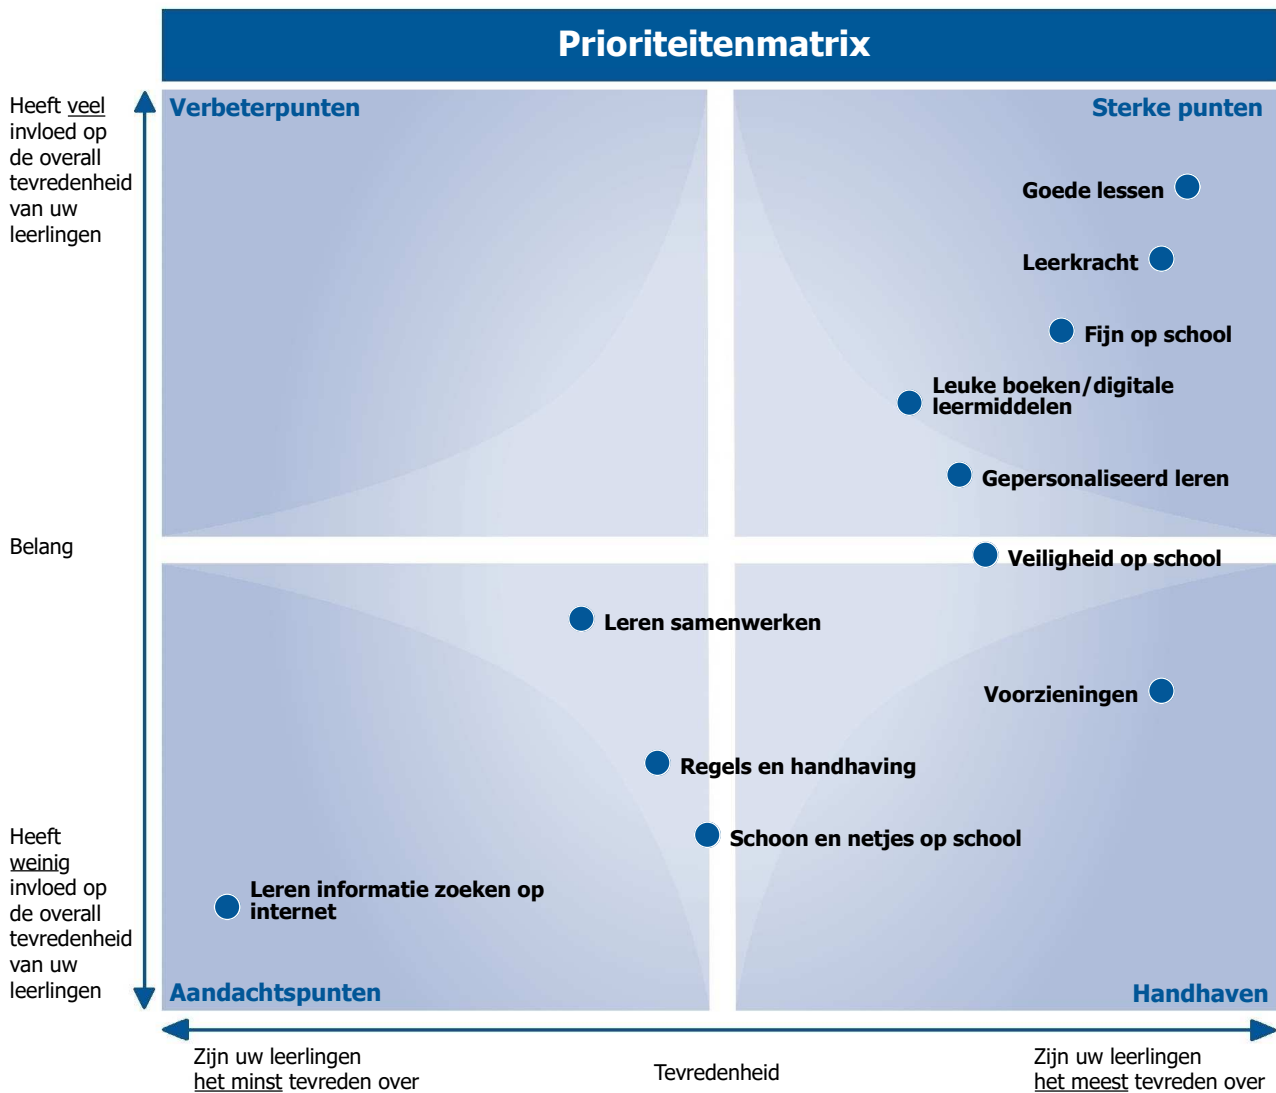 Prioriteitenmatrix
Heeft veel
invloed op
de overall
tevredenheid
van uw
leerlingen
Verbeterpunten
Sterke punten
Goede lessen
Leerkracht
Fijn op school
Leuke boeken/digitale
leermiddelen
Gepersonaliseerd leren
Belang
Veiligheid op school
Leren samenwerken
Voorzieningen
Regels en handhaving
Schoon en netjes op school
Heeft
weinig
invloed op
de overall
tevredenheid
van uw
leerlingen
Leren informatie zoeken op
internet
Aandachtspunten
Handhaven
Zijn uw leerlingen
het minst tevreden over
Tevredenheid
Zijn uw leerlingen
het meest tevreden over